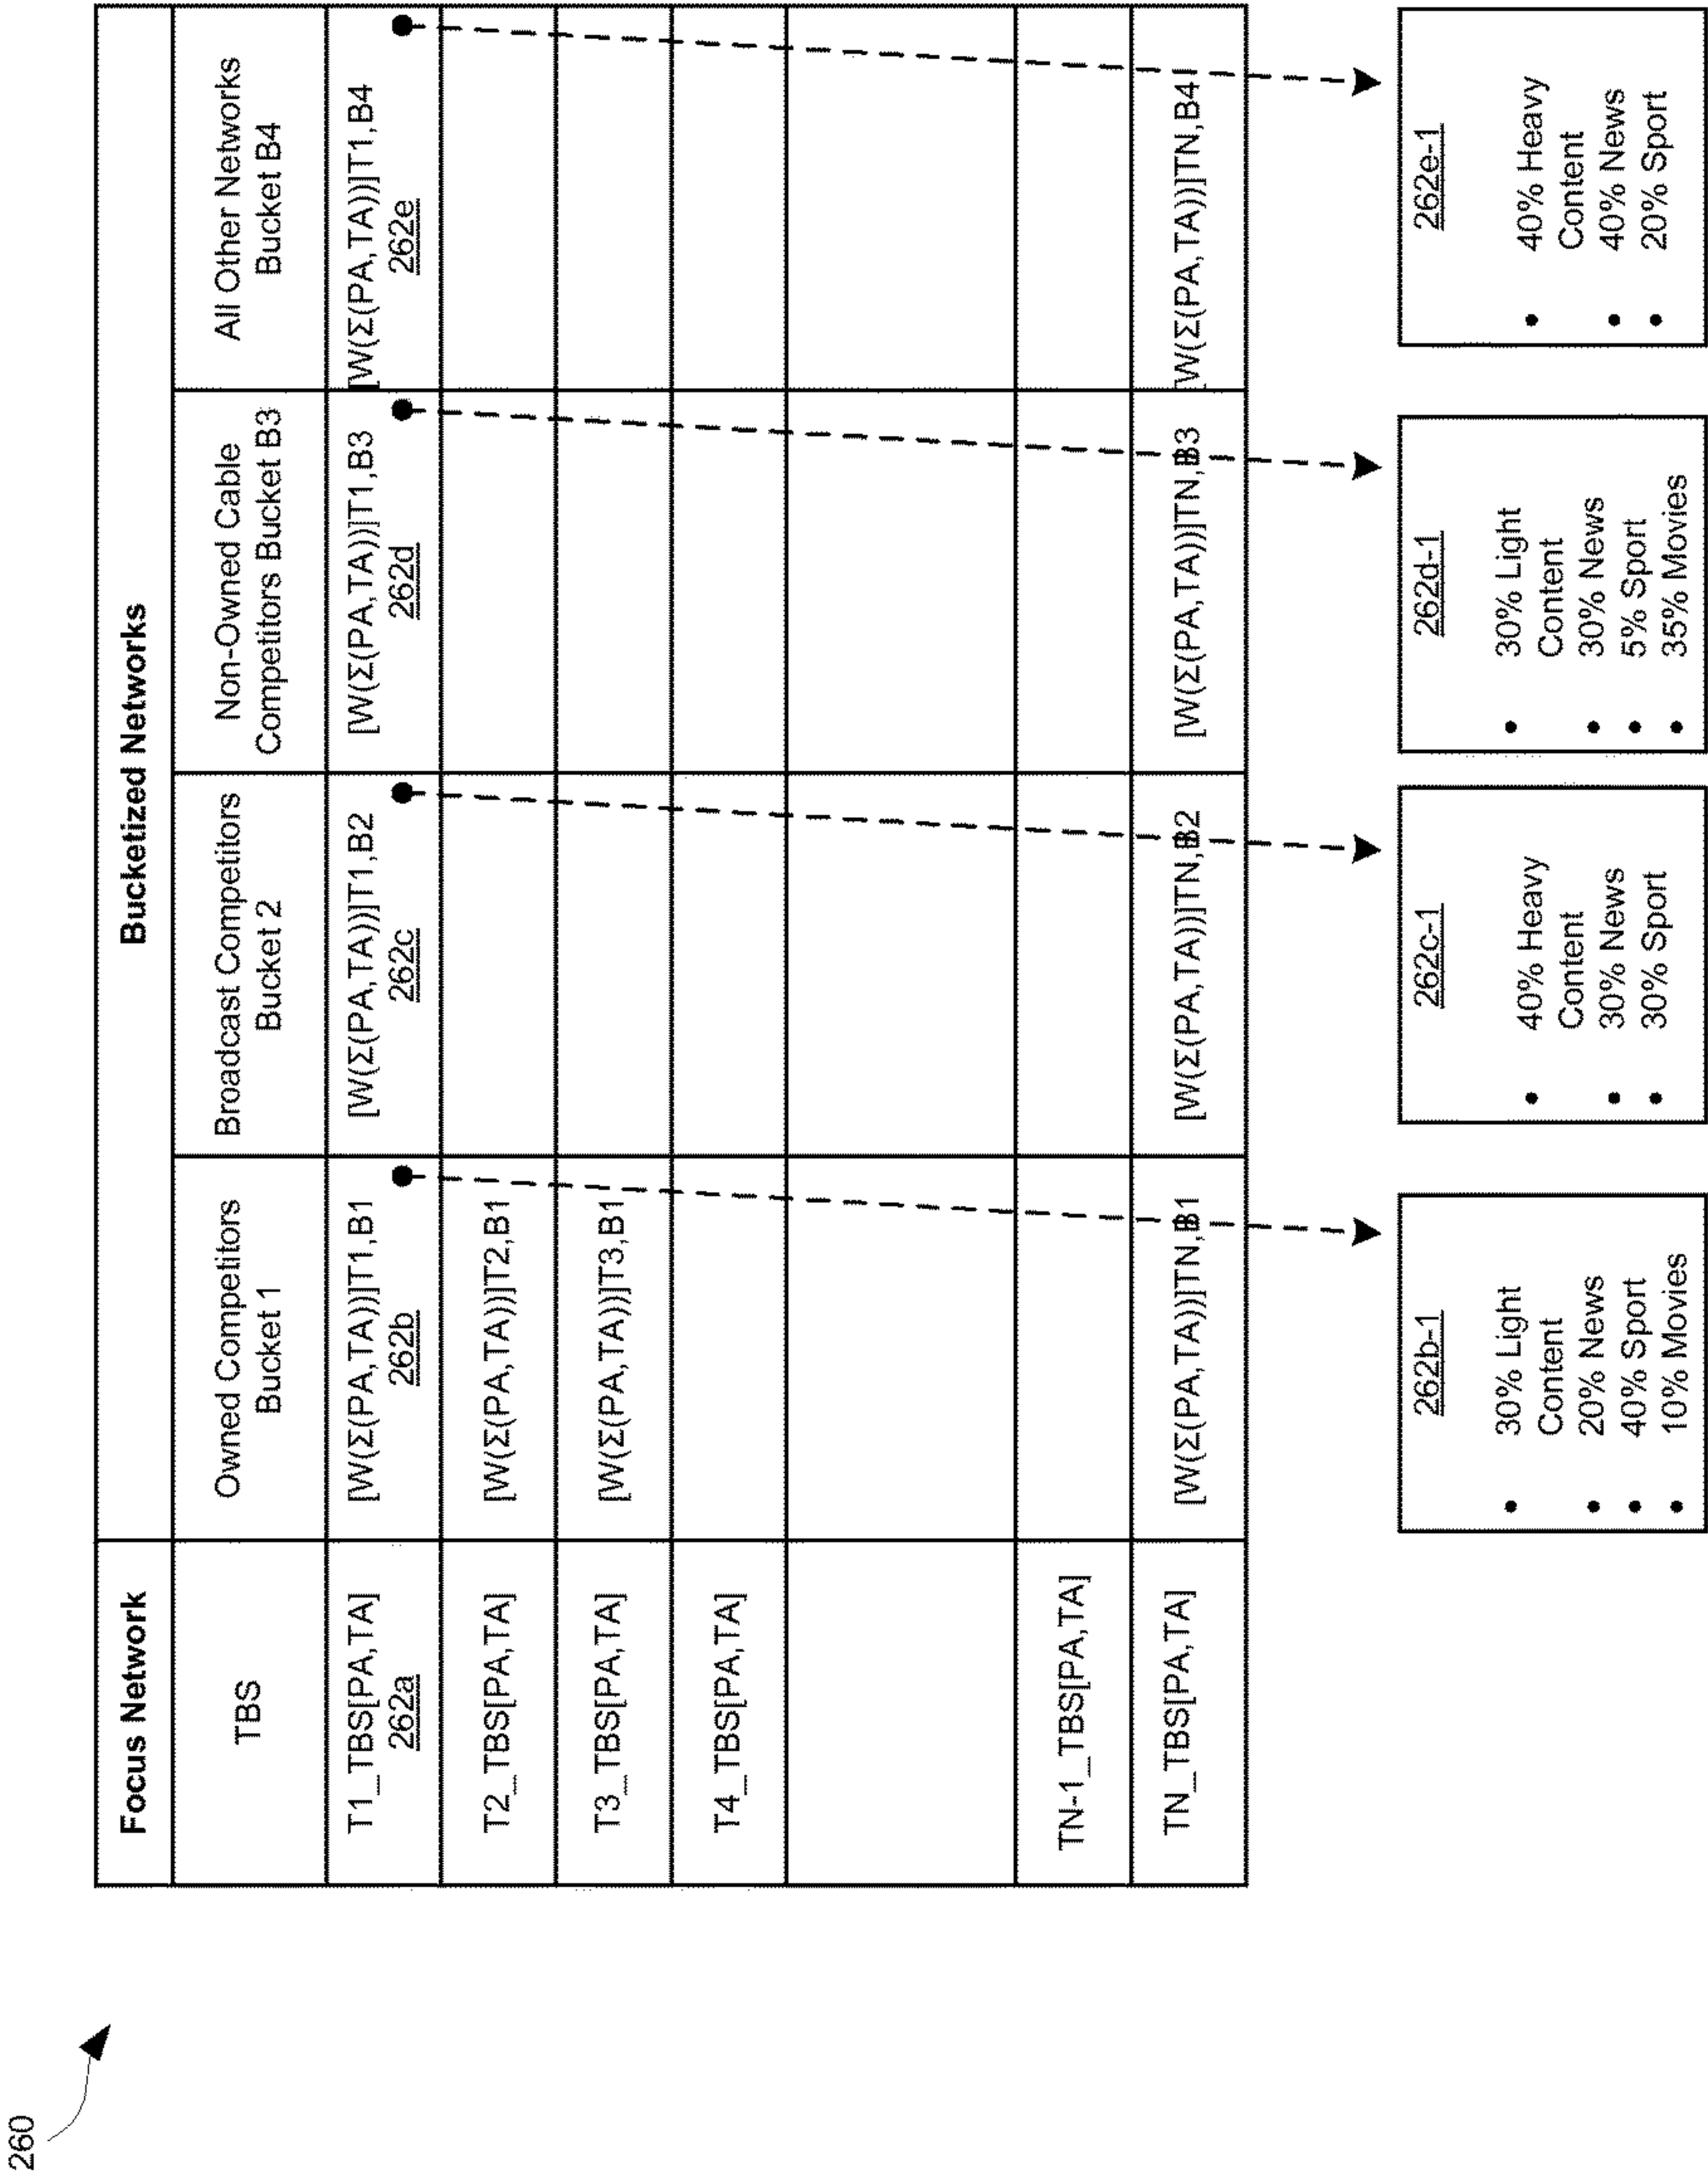 260
Focus Network
Bucketized Networks
TBS
Owned Competitors
Bucket 1
Broadcast Competitors
Bucket 2
Non-Owned Cable
Competitors Bucket B3
All Other Networks
Bucket B4
T1_TBS[PA,TA]
262a
[W(Σ(PA,TA))]T1,B1
262b
[W(Σ(PA,TA))]T1,B2
262c
[W(Σ(PA,TA))]T1,B3
262d
[W(Σ(PA,TA))]T1,B4
262e
T2_TBS[PA,TA]
[W(Σ(PA,TA))]T2,B1
T3_TBS[PA,TA]
[W(Σ(PA,TA))]T3,B1
T4_TBS[PA,TA]
TN-1_TBS[PA,TA]
TN_TBS[PA,TA]
[W(Σ(PA,TA))]TN,B1
[W(Σ(PA,TA))]TN,B2
[W(Σ(PA,TA))]TN,B3
[W(Σ(PA,TA))]TN,B4
262b-1
• 30% Light
Content
• 20% News
• 40% Sport
• 10% Movies
262c-1
• 40% Heavy
Content
• 30% News
• 30% Sport
262d-1
• 30% Light
Content
• 30% News
• 5% Sport
• 35% Movies
262e-1
• 40% Heavy
Content
• 40% News
• 20% Sport